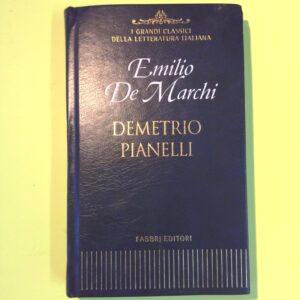 I GRANDI CLASSICI
DELLA LETTERATURA ITALIANA
Emilio
De Marchi
DEMETRIO
PIANELLI
FABBRI EDITORI